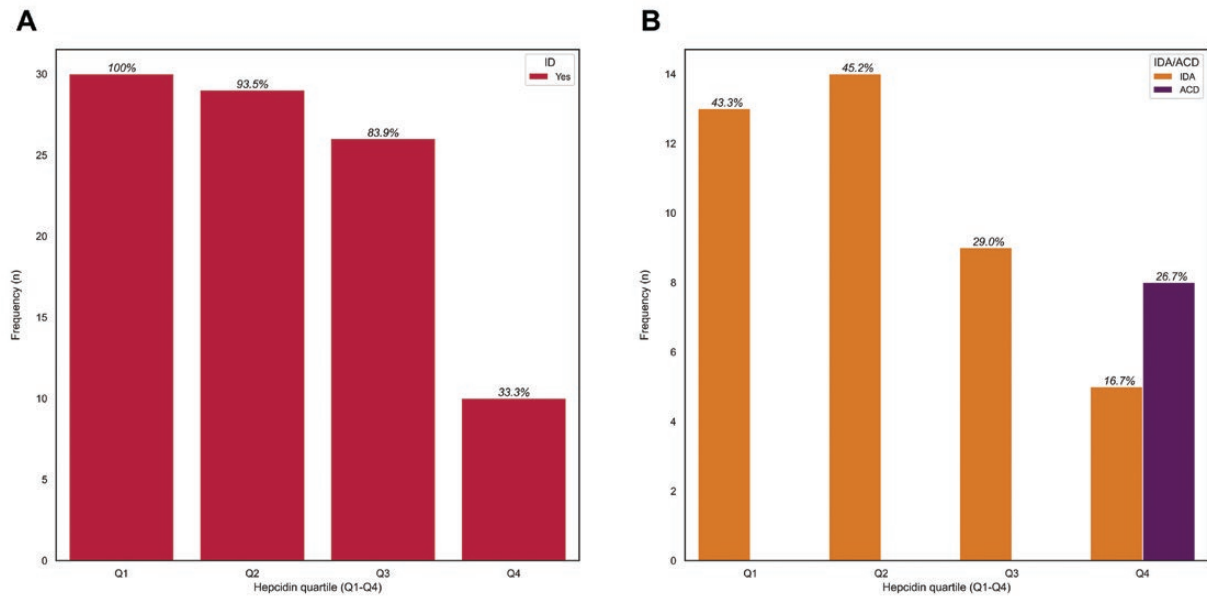 A
ID
Yes
100%
93.5%
83.9%
33.3%
30
25
20
15
10
5
0
Frequency (n)
Q1 Q2 Q3 Q4
Hepcidin quartile (Q1-Q4)
B
IDA/ACD
IDA
ACD
43.3%
45.2%
29.0%
16.7%
26.7%
14
12
10
8
6
4
2
0
Frequency (n)
Q1 Q2 Q3 Q4
Hepcidin quartile (Q1-Q4)